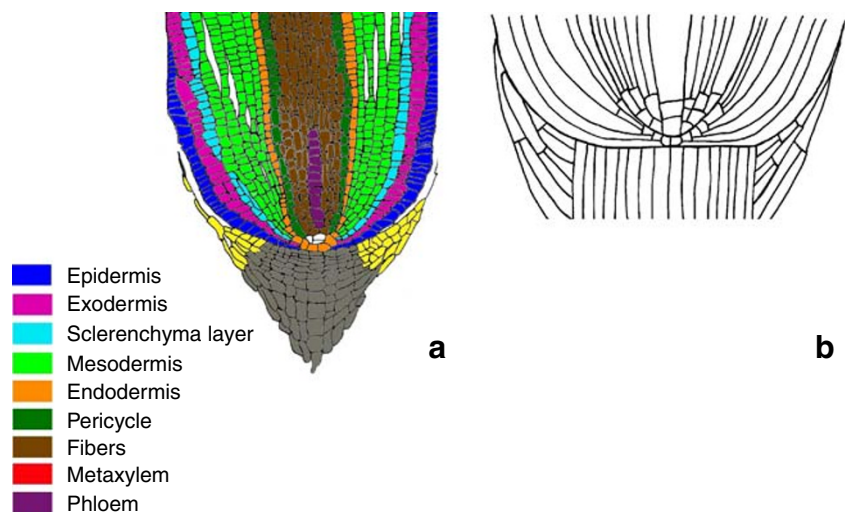 Epidermis
Exodermis
Sclerenchyma layer
Mesodermis
Endodermis
Pericycle
Fibers
Metaxylem
Phloem
a
b